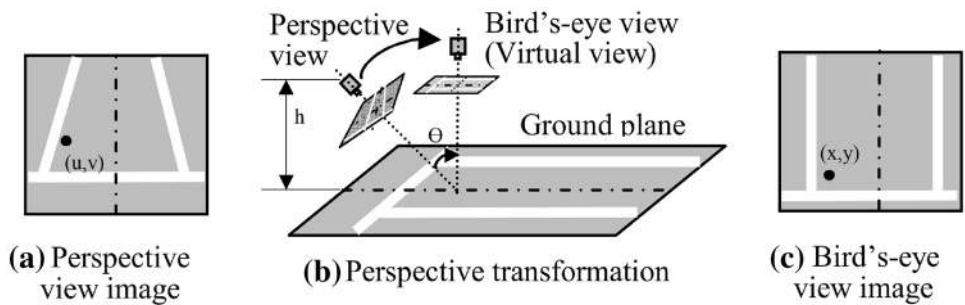 (u,v)
(a) Perspective
view image
Perspective
view
Bird's-eye view
(Virtual view)
h
Θ
Ground plane
(b) Perspective transformation
(x,y)
(c) Bird's-eye
view image